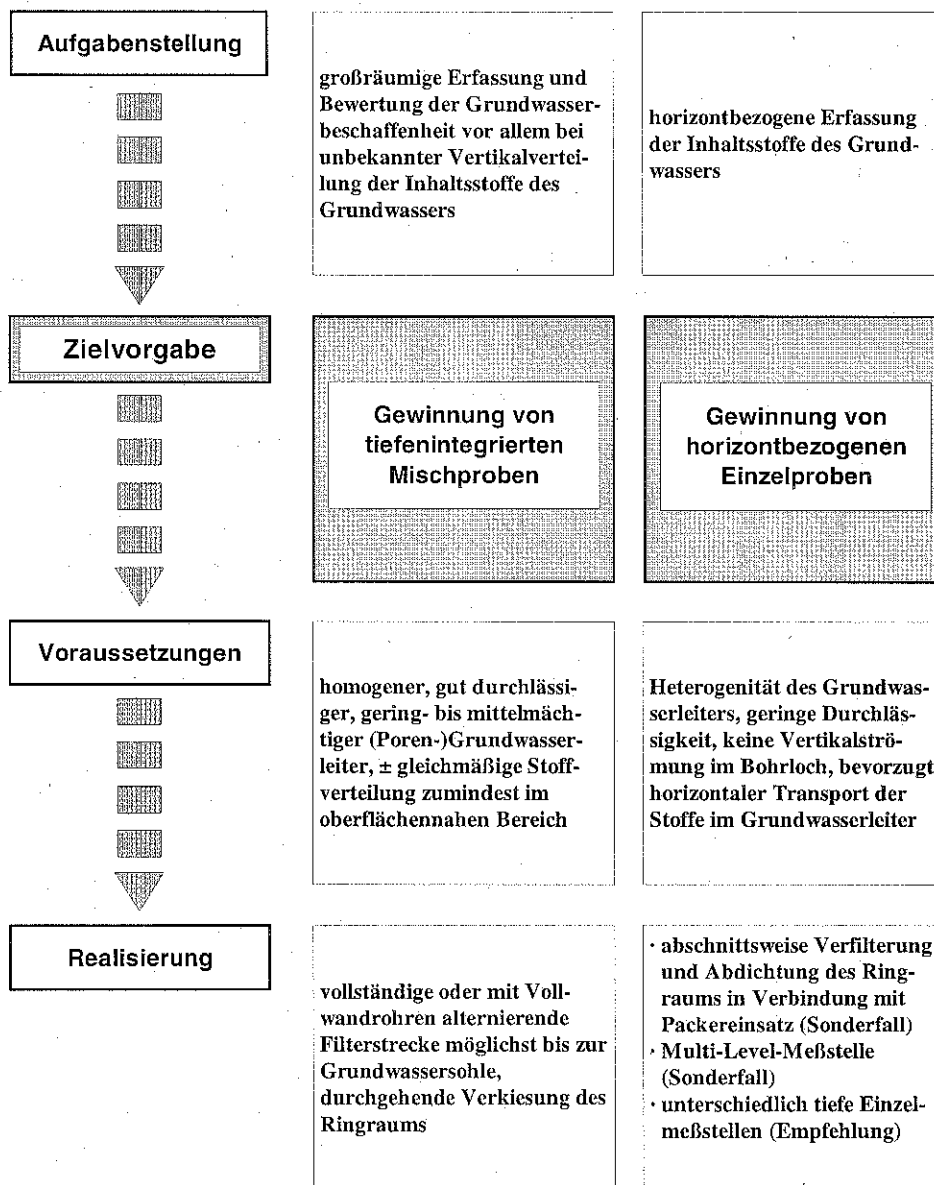 Aufgabenstellung
großräumige Erfassung und
Bewertung der Grundwasser-
beschaffenheit vor allem bei
unbekannter Vertikalvertei-
lung der Inhaltsstoffe des
Grundwassers
horizontbezogene Erfassung
der Inhaltsstoffe des Grund-
wassers
Zielvorgabe
Gewinnung von
tiefenintegrierten
Mischproben
Gewinnung von
horizontbezogenen
Einzelproben
Voraussetzungen
homogener, gut durchlässi-
ger, gering- bis mittelmäch-
tiger (Poren-)Grundwasser-
leiter, ± gleichmäßige Stoff-
verteilung zumindest im
oberflächennahen Bereich
Heterogenität des Grundwas-
serleiters, geringe Durchläs-
sigkeit, keine Vertikalströ-
mung im Bohrloch, bevorzugt
horizontaler Transport der
Stoffe im Grundwasserleiter
Realisierung
vollständige oder mit Voll-
wandrohren alternierende
Filterstrecke möglichst bis zur
Grundwassersohle,
durchgehende Verkiesung des
Ringraums
· abschnittsweise Verfilterung
und Abdichtung des Ring-
raums in Verbindung mit
Packereinsatz (Sonderfall)
· Multi-Level-Meßstelle
(Sonderfall)
· unterschiedlich tiefe Einzel-
meßstellen (Empfehlung)